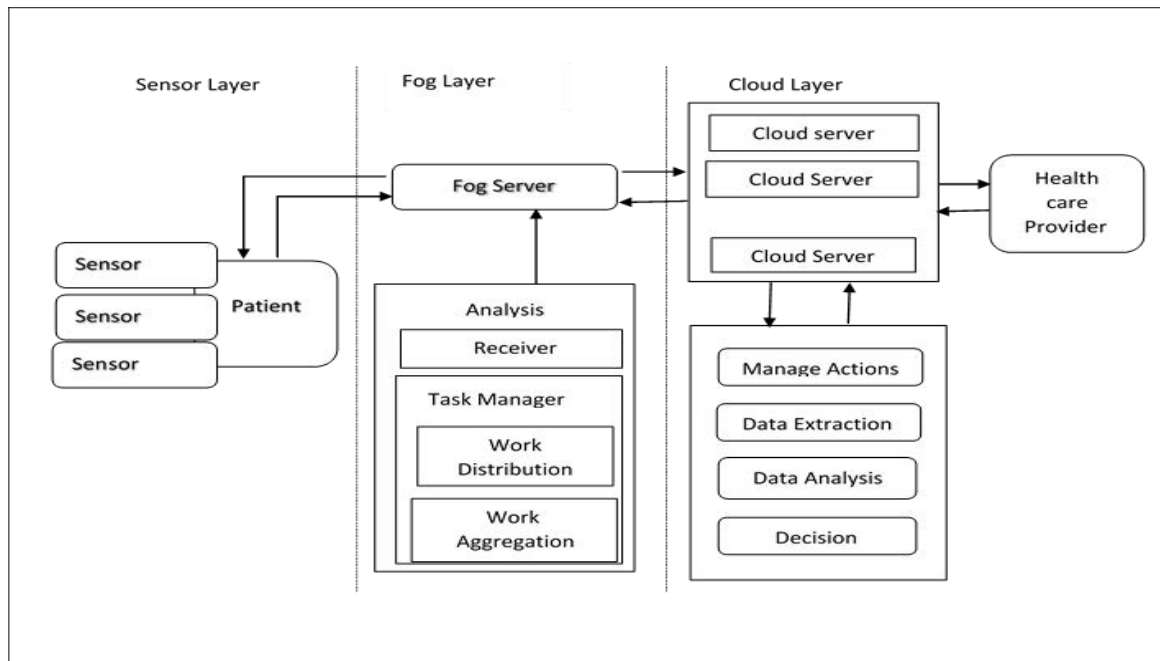 Sensor Layer
Fog Layer
Cloud Layer
Sensor
Sensor
Sensor
Patient
Fog Server
Analysis
Receiver
Task Manager
Work
Distribution
Work
Aggregation
Cloud server
Cloud Server
Cloud Server
Manage Actions
Data Extraction
Data Analysis
Decision
Health
care
Provider